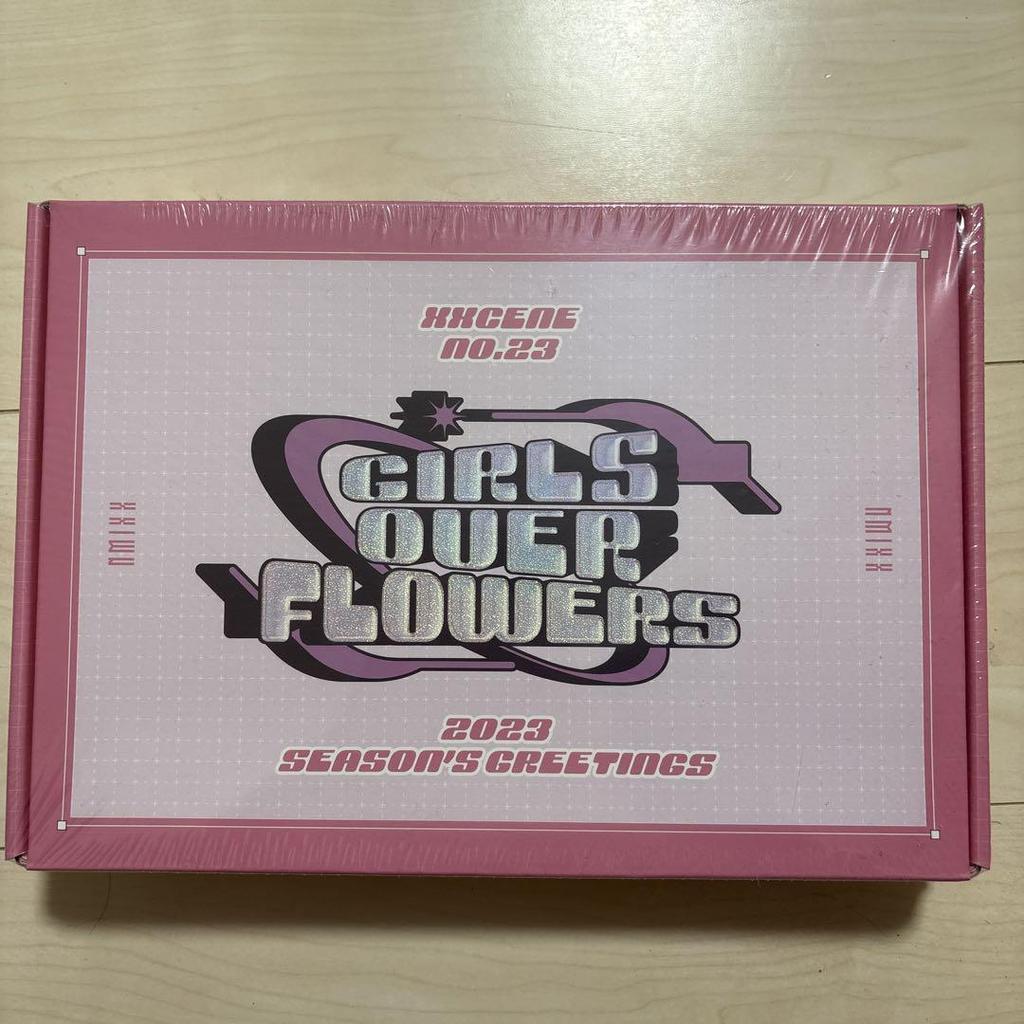 XXCENE
NO.23
NMIXX
GIRLS
OVER
FLOWERS
NMIXX
2023
SEASON'S GREETINGS